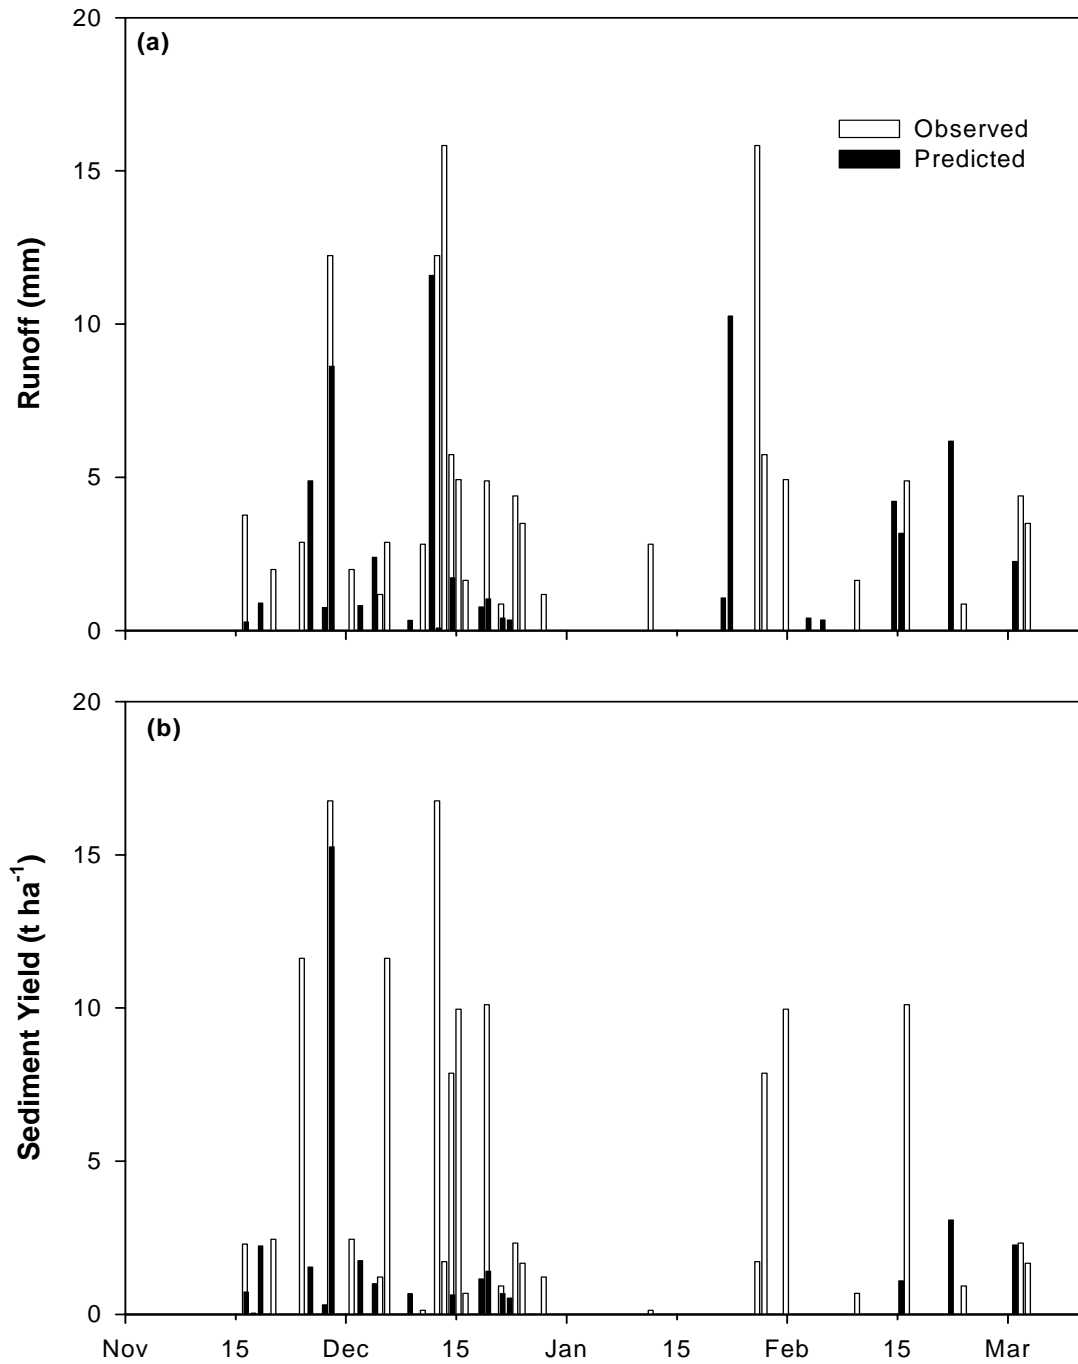 20
(a)
Observed
Predicted
15
10
5
0
Runoff (mm)
20
(b)
15
10
5
0
Sediment Yield (t ha⁻¹)
Nov 15 Dec 15 Jan 15 Feb 15 Mar